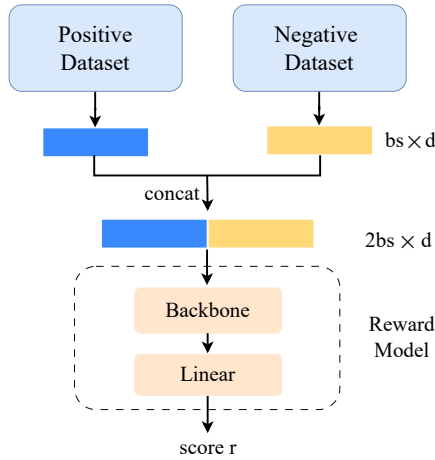 Positive
Dataset
Negative
Dataset
bs × d
concat
2bs × d
Backbone
Reward
Model
Linear
score r